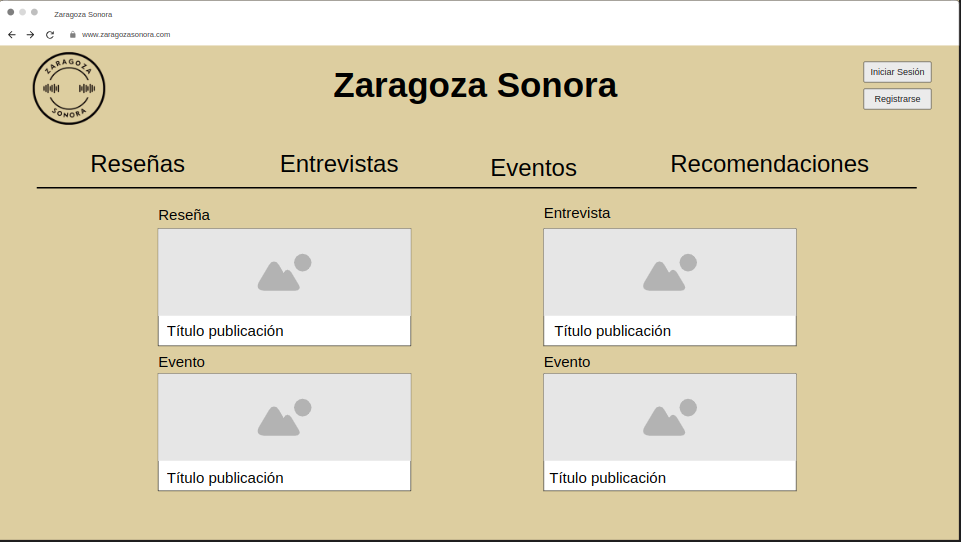 Zaragoza Sonora
www.zaragozasonora.com
ZARAGOZA
SONORA
Zaragoza Sonora
Iniciar Sesión
Registrarse
Reseñas Entrevistas Eventos Recomendaciones
Reseña Entrevista
Título publicación Título publicación
Evento Evento
Título publicación Título publicación